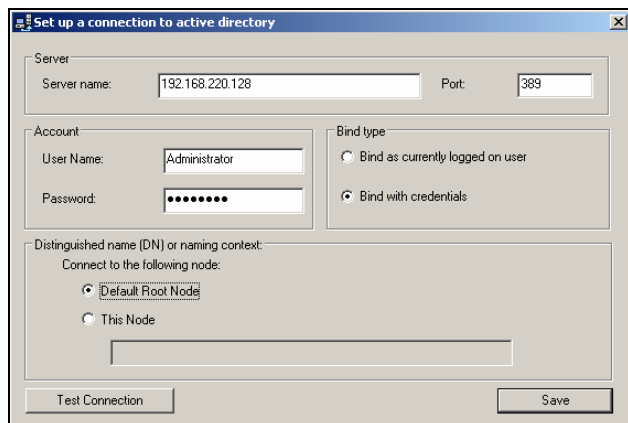 Set up a connection to active directory
Server
Server name: 192.168.220.128 Port: 389
Account
User Name: Administrator
Password: ●●●●●●●●
Bind type
Bind as currently logged on user
Bind with credentials
Distinguished name (DN) or naming context:
Connect to the following node:
Default Root Node
This Node
Test Connection Save